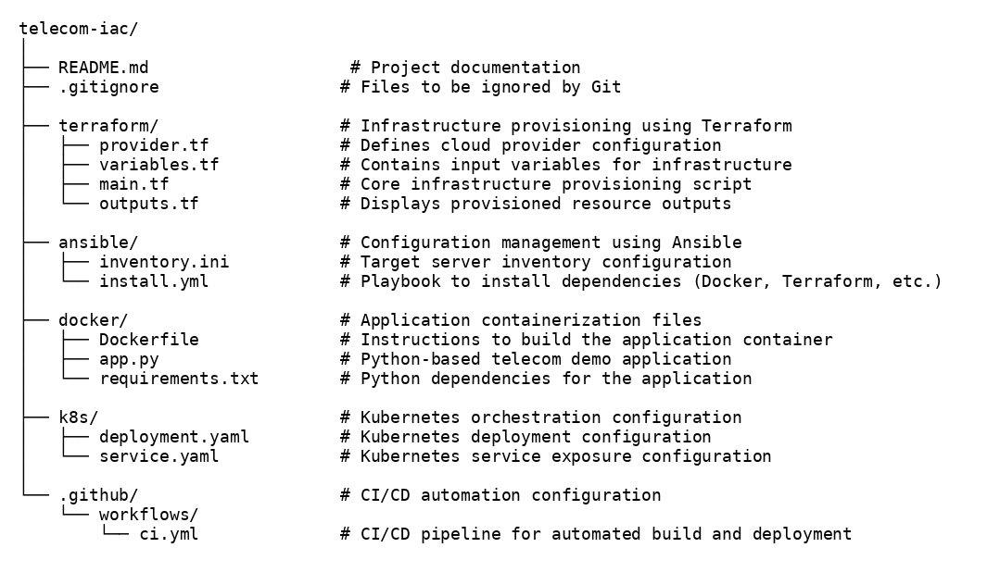 telecom-iac/
│
├── README.md                    # Project documentation
├── .gitignore                  # Files to be ignored by Git
│
├── terraform/                  # Infrastructure provisioning using Terraform
│   ├── provider.tf             # Defines cloud provider configuration
│   ├── variables.tf            # Contains input variables for infrastructure
│   ├── main.tf                 # Core infrastructure provisioning script
│   └── outputs.tf              # Displays provisioned resource outputs
│
├── ansible/                    # Configuration management using Ansible
│   ├── inventory.ini           # Target server inventory configuration
│   └── install.yml             # Playbook to install dependencies (Docker, Terraform, etc.)
│
├── docker/                     # Application containerization files
│   ├── Dockerfile              # Instructions to build the application container
│   ├── app.py                  # Python-based telecom demo application
│   └── requirements.txt        # Python dependencies for the application
│
├── k8s/                        # Kubernetes orchestration configuration
│   ├── deployment.yaml         # Kubernetes deployment configuration
│   └── service.yaml            # Kubernetes service exposure configuration
│
└── .github/                    # CI/CD automation configuration
    └── workflows/
        └── ci.yml              # CI/CD pipeline for automated build and deployment